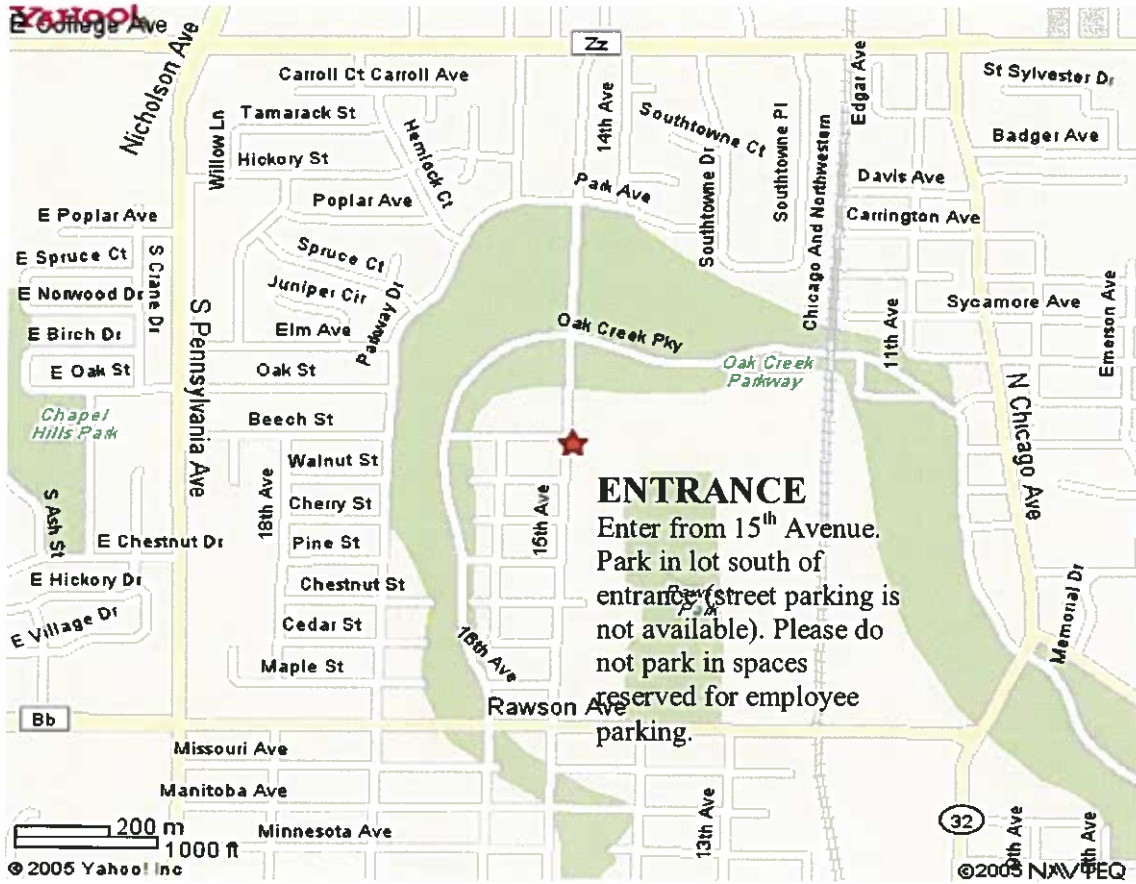 YAHOO!
E College Ave
Nicholson Ave
Zz
Carroll Ct Carroll Ave
Edgar Ave
St Sylvester Dr
Tamarack St
14th Ave
Southtowne Ct
Badger Ave
Willow Ln
Hemlock Ct
Hickory St
Southtowne Pl
Park Ave
Davis Ave
Poplar Ave
E Poplar Ave
Southtowne Dr
Carrington Ave
Chicago And Northwestern
E Spruce Ct
S Crane Dr
Spruce Ct
E Norwood Dr
Juniper Cir
Parkway Dr
Sycamore Ave
Emerson Ave
S Pennsylvania Ave
Elm Ave
Oak Creek Pky
11th Ave
E Birch Dr
E Oak St
Oak St
Oak Creek
Parkway
N Chicago Ave
Chapel
Hills Park
Beech St
Walnut St
18th Ave
Cherry St
15th Ave
ENTRANCE
Enter from 15th Avenue.
Park in lot south of
entrance (street parking is
not available). Please do
not park in spaces
reserved for employee
parking.
S Ash St
E Chestnut Dr
Pine St
E Hickory Dr
Chestnut St
E Village Dr
Cedar St
16th Ave
Memorial Dr
Maple St
Rawson Ave
Bb
Missouri Ave
Manitoba Ave
13th Ave
Minnesota Ave
32
200 m
1000 ft
© 2005 Yahoo! Inc
©2005 NAVTEQ